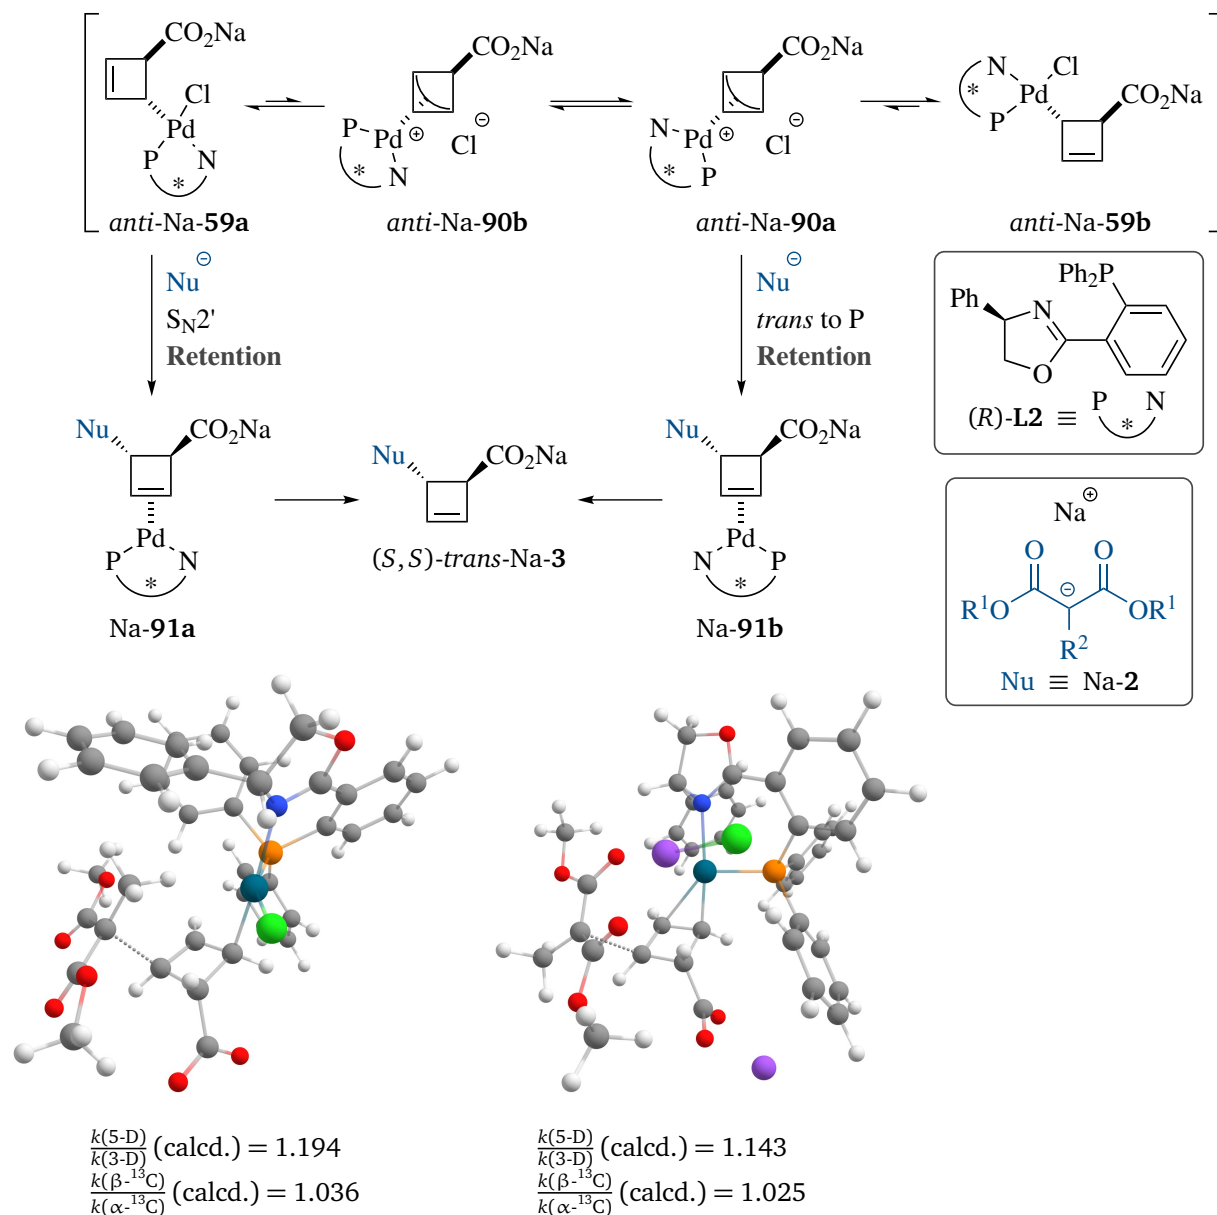 CO₂Na
Cl
Pd
P
N
*
anti-Na-59a
CO₂Na
P
Pd
⊕
N
Cl
⊖
*
anti-Na-90b
CO₂Na
N
Pd
⊕
P
Cl
⊖
*
anti-Na-90a
N
Cl
Pd
P
*
CO₂Na
anti-Na-59b
Nu⊖
Sɴ2'
Retention
Nu⊖
trans to P
Retention
Ph₂P
Ph
N
O
(R)-L2 ≡ P * N
Nu
CO₂Na
Pd
P
N
*
Na-91a
Nu
CO₂Na
(S,S)-trans-Na-3
Nu
CO₂Na
Pd
N
P
*
Na-91b
Na⊕
O O
⊖
R¹O OR¹
R²
Nu ≡ Na-2
k(5-D)/k(3-D) (calcd.) = 1.194
k(β-¹³C)/k(α-¹³C) (calcd.) = 1.036
k(5-D)/k(3-D) (calcd.) = 1.143
k(β-¹³C)/k(α-¹³C) (calcd.) = 1.025